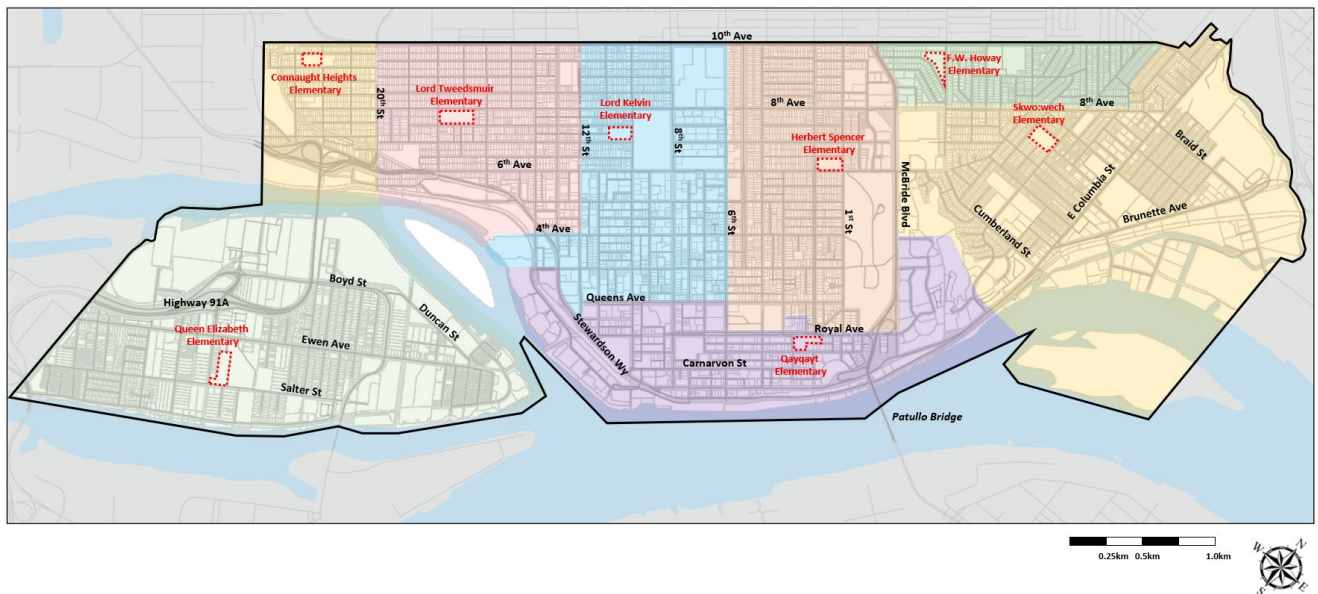 10th Ave
Connaught Heights
Elementary
20th St
Lord Tweedsmuir
Elementary
Lord Kelvin
Elementary
12th St
8th St
8th Ave
Herbert Spencer
Elementary
F.W. Howay
Elementary
Skwo:wech
Elementary
8th Ave
Braid St
6th Ave
McBride Blvd
E Columbia St
Brunette Ave
Cumberland St
4th Ave
6th St
1st St
Boyd St
Highway 91A
Duncan St
Queens Ave
Queen Elizabeth
Elementary
Ewen Ave
Stewardson Wy
Royal Ave
Carnarvon St
Qayqayt
Elementary
Salter St
Patullo Bridge
0.25km 0.5km 1.0km
W N
S E